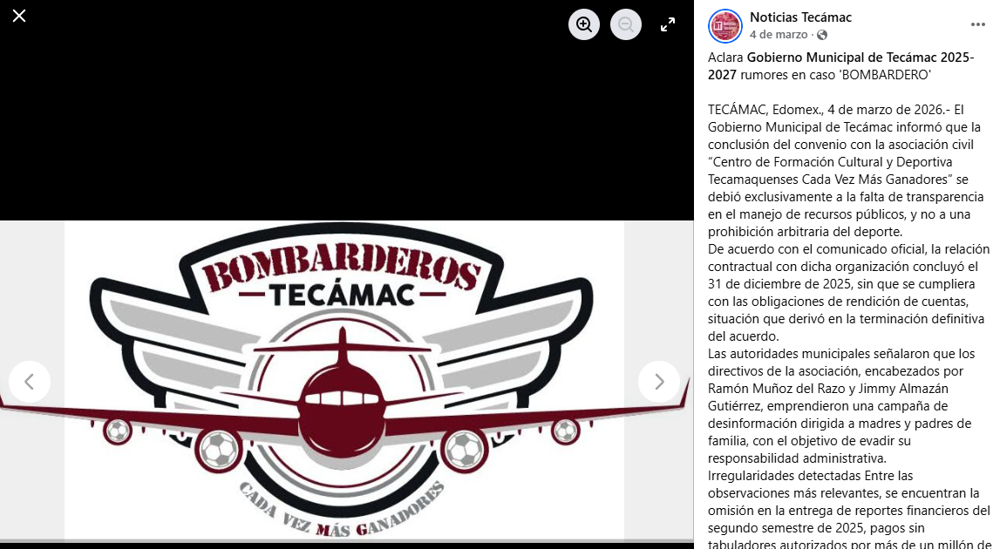 BOMBARDEROS
TECÁMAC
CADA VEZ MÁS GANADORES
Noticias Tecámac
4 de marzo ·
Aclara Gobierno Municipal de Tecámac 2025-
2027 rumores en caso 'BOMBARDERO'
TECÁMAC, Edomex., 4 de marzo de 2026.- El
Gobierno Municipal de Tecámac informó que la
conclusión del convenio con la asociación civil
“Centro de Formación Cultural y Deportiva
Tecamaquenses Cada Vez Más Ganadores” se
debió exclusivamente a la falta de transparencia
en el manejo de recursos públicos, y no a una
prohibición arbitraria del deporte.
De acuerdo con el comunicado oficial, la relación
contractual con dicha organización concluyó el
31 de diciembre de 2025, sin que se cumpliera
con las obligaciones de rendición de cuentas,
situación que derivó en la terminación definitiva
del acuerdo.
Las autoridades municipales señalaron que los
directivos de la asociación, encabezados por
Ramón Muñoz del Razo y Jimmy Almazán
Gutiérrez, emprendieron una campaña de
desinformación dirigida a madres y padres de
familia, con el objetivo de evadir su
responsabilidad administrativa.
Irregularidades detectadas Entre las
observaciones más relevantes, se encuentran la
omisión en la entrega de reportes financieros del
segundo semestre de 2025, pagos sin
tabuladores autorizados por más de un millón de